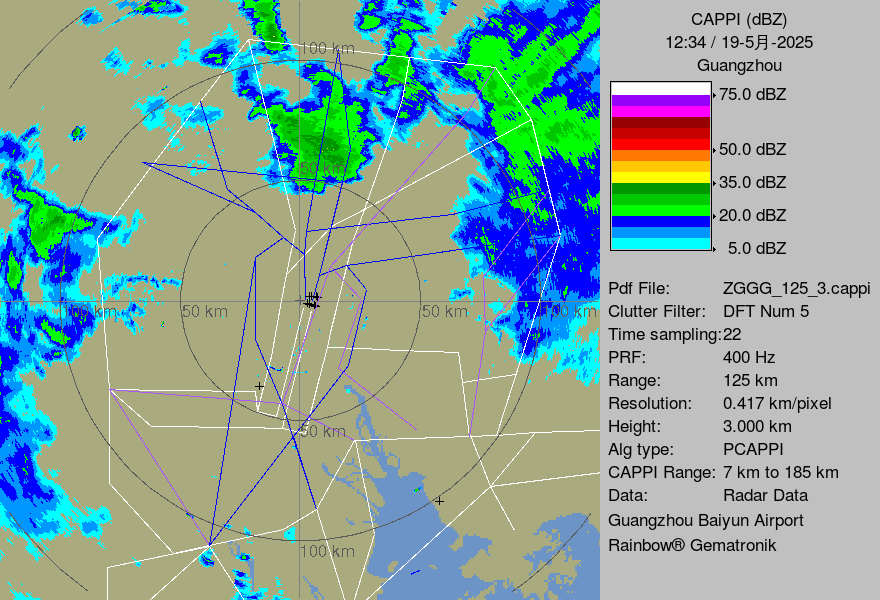 CAPPI (dBZ)
12:34 / 19-5月-2025
Guangzhou
75.0 dBZ
50.0 dBZ
35.0 dBZ
20.0 dBZ
5.0 dBZ
Pdf File: ZGGG_125_3.cappi
Clutter Filter: DFT Num 5
Time sampling:22
PRF: 400 Hz
Range: 125 km
Resolution: 0.417 km/pixel
Height: 3.000 km
Alg type: PCAPPI
CAPPI Range: 7 km to 185 km
Data: Radar Data
Guangzhou Baiyun Airport
Rainbow® Gematronik
100 km
50 km
100 km
50 km
50 km
100 km
50 km
100 km